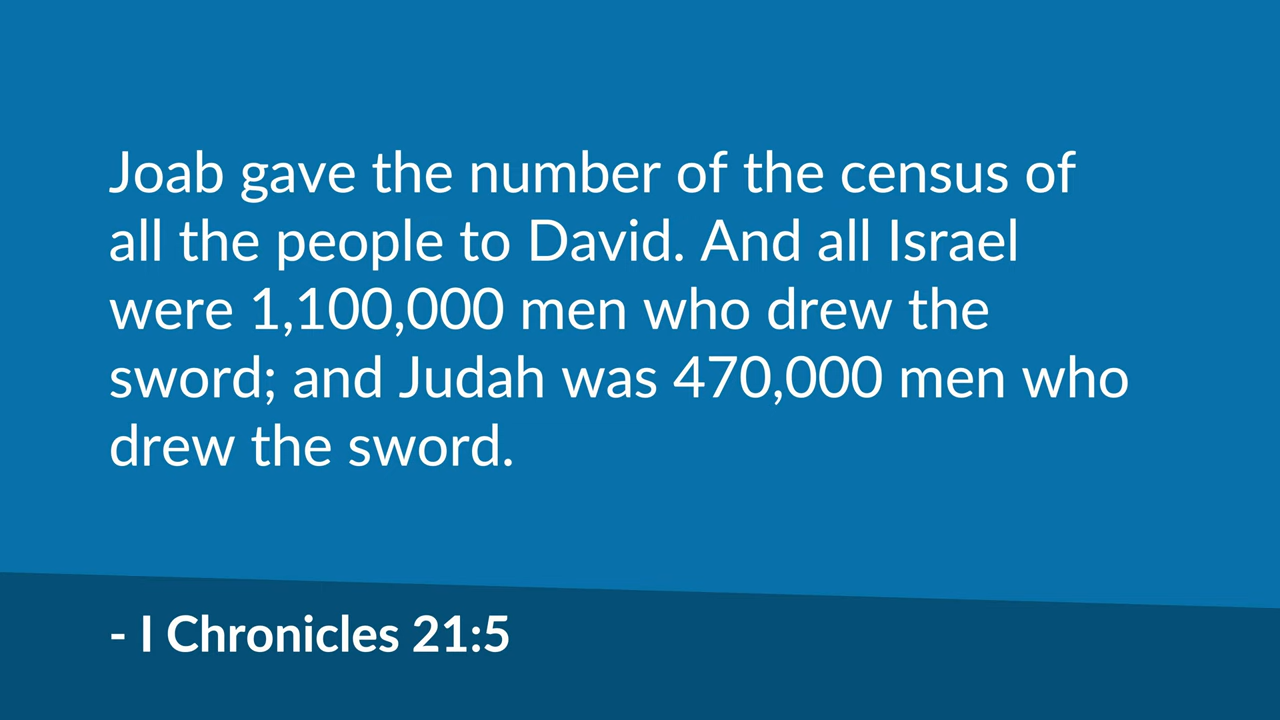 Joab gave the number of the census of
all the people to David. And all Israel
were 1,100,000 men who drew the
sword; and Judah was 470,000 men who
drew the sword.
- I Chronicles 21:5